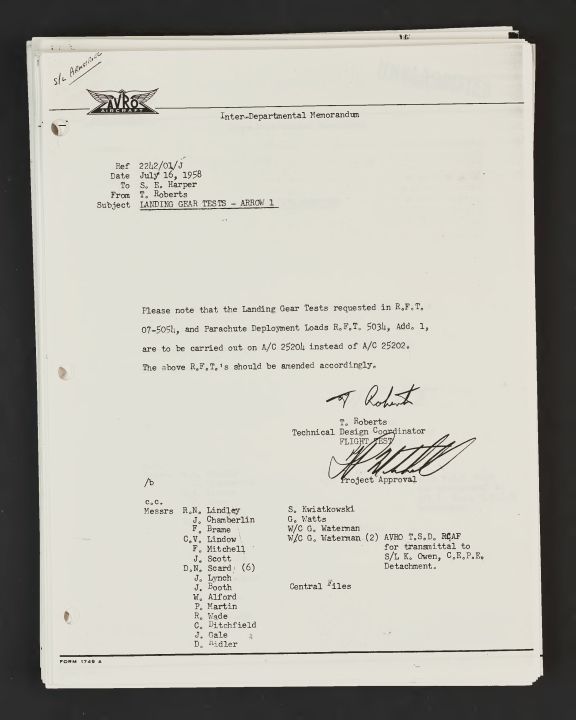 S/L ARMSTRONG
AVRO
AIRCRAFT
Inter-Departmental Memorandum
Ref 2242/01/J
Date July 16, 1958
To S. E. Harper
From T. Roberts
Subject LANDING GEAR TESTS - ARROW 1
Please note that the Landing Gear Tests requested in R.F.T.
07-5054, and Parachute Deployment Loads R.F.T. 5034, Add. 1,
are to be carried out on A/C 25204 instead of A/C 25202.
The above R.F.T.'s should be amended accordingly.
T Roberts
T. Roberts
Technical Design Coordinator
FLIGHT TEST
Project Approval
/b
c.c.
Messrs R.N. Lindley
J. Chamberlin
F. Brame
C.V. Lindow
F. Mitchell
J. Scott
D.N. Scard (6)
J. Lynch
J. Booth
W. Alford
P. Martin
R. Wade
C. Ditchfield
J. Gale
D. Ridler
S. Kwiatkowski
G. Watts
W/C G. Waterman
W/C G. Waterman (2) AVRO T.S.D. RCAF
for transmittal to
S/L K. Owen, C.E.P.E.
Detachment.
Central Files
FORM 1749 A